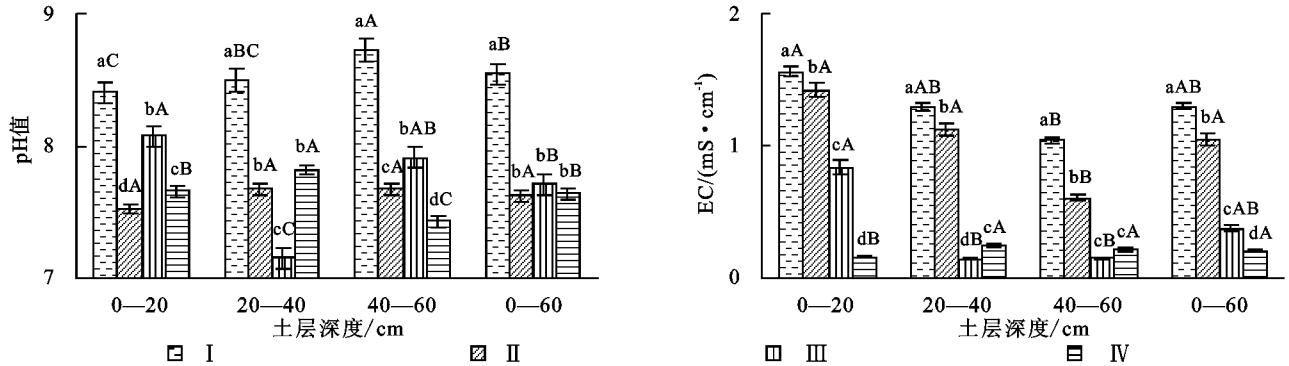 9
8
7
pH值
aC
dA
bA
cB
aBC
bA
cC
bA
aA
cA
bAB
dC
aB
bA
bB
bB
0—20
20—40
40—60
0—60
土层深度/cm
2
1
0
EC/(mS·cm⁻¹)
aA
bA
cA
dB
aAB
bA
dB
cA
aB
bB
cB
cA
aAB
bA
cAB
dA
0—20
20—40
40—60
0—60
土层深度/cm
Ⅰ Ⅱ Ⅲ Ⅳ